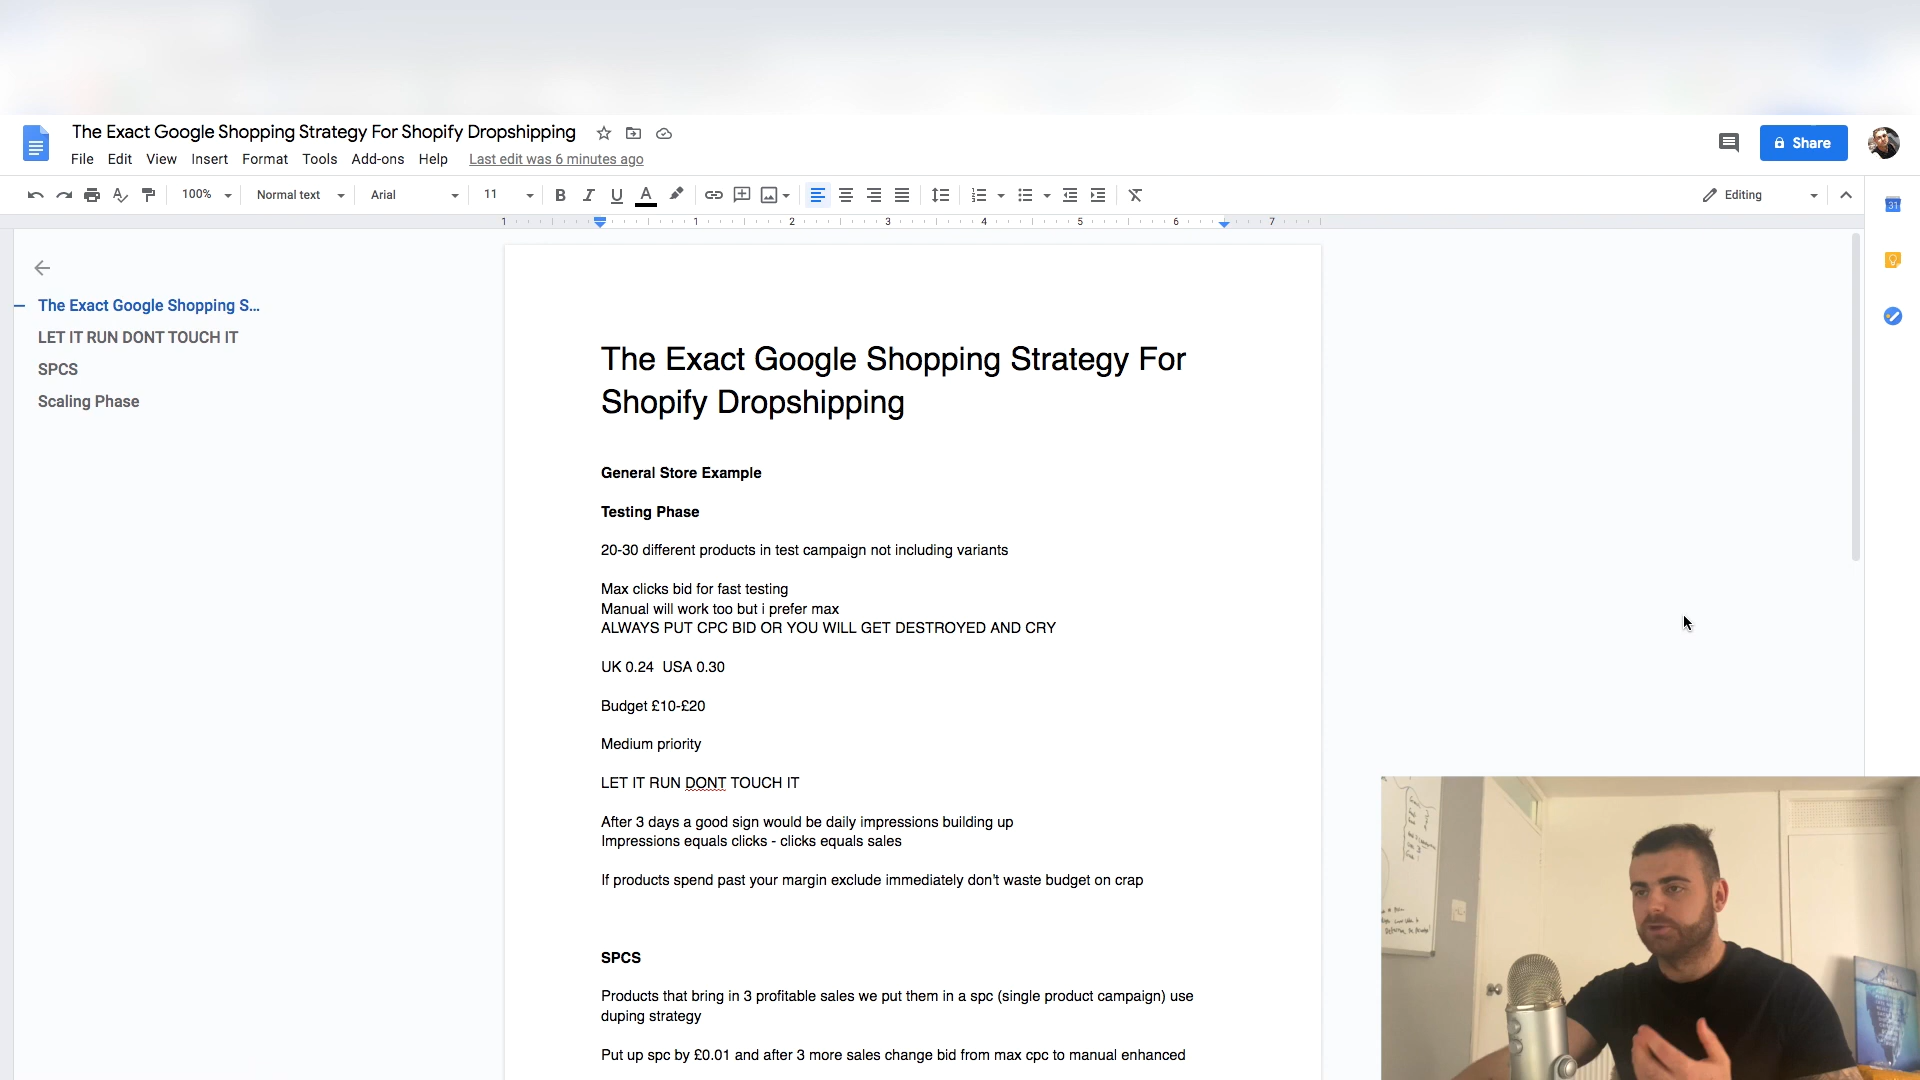 The Exact Google Shopping Strategy For Shopify Dropshipping
File Edit View Insert Format Tools Add-ons Help Last edit was 6 minutes ago
Share
100% Normal text Arial 11 B I U A Editing
1 1 2 3 4 5 6 7
31
The Exact Google Shopping S...
LET IT RUN DONT TOUCH IT
SPCS
Scaling Phase
The Exact Google Shopping Strategy For
Shopify Dropshipping
General Store Example
Testing Phase
20-30 different products in test campaign not including variants
Max clicks bid for fast testing
Manual will work too but i prefer max
ALWAYS PUT CPC BID OR YOU WILL GET DESTROYED AND CRY
UK 0.24 USA 0.30
Budget £10-£20
Medium priority
LET IT RUN DONT TOUCH IT
After 3 days a good sign would be daily impressions building up
Impressions equals clicks - clicks equals sales
If products spend past your margin exclude immediately don't waste budget on crap
SPCS
Products that bring in 3 profitable sales we put them in a spc (single product campaign) use
duping strategy
Put up spc by £0.01 and after 3 more sales change bid from max cpc to manual enhanced